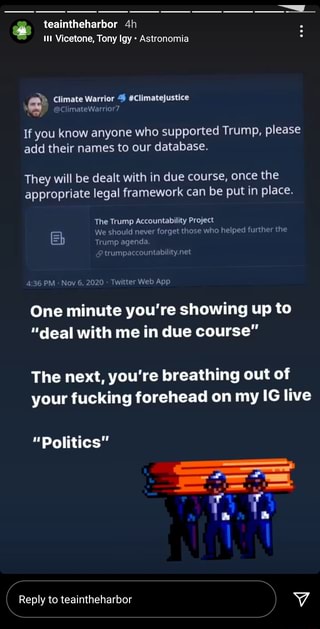 teaintheharbor 4h
Vicetone, Tony Igy • Astronomia
Climate Warrior #ClimateJustice
@ClimateWarrior7
If you know anyone who supported Trump, please
add their names to our database.
They will be dealt with in due course, once the
appropriate legal framework can be put in place.
The Trump Accountability Project
We should never forget those who helped further the
Trump agenda.
trumpaccountability.net
4:36 PM · Nov 6, 2020 · Twitter Web App
One minute you’re showing up to
“deal with me in due course”
The next, you’re breathing out of
your fucking forehead on my IG live
“Politics”
Reply to teaintheharbor